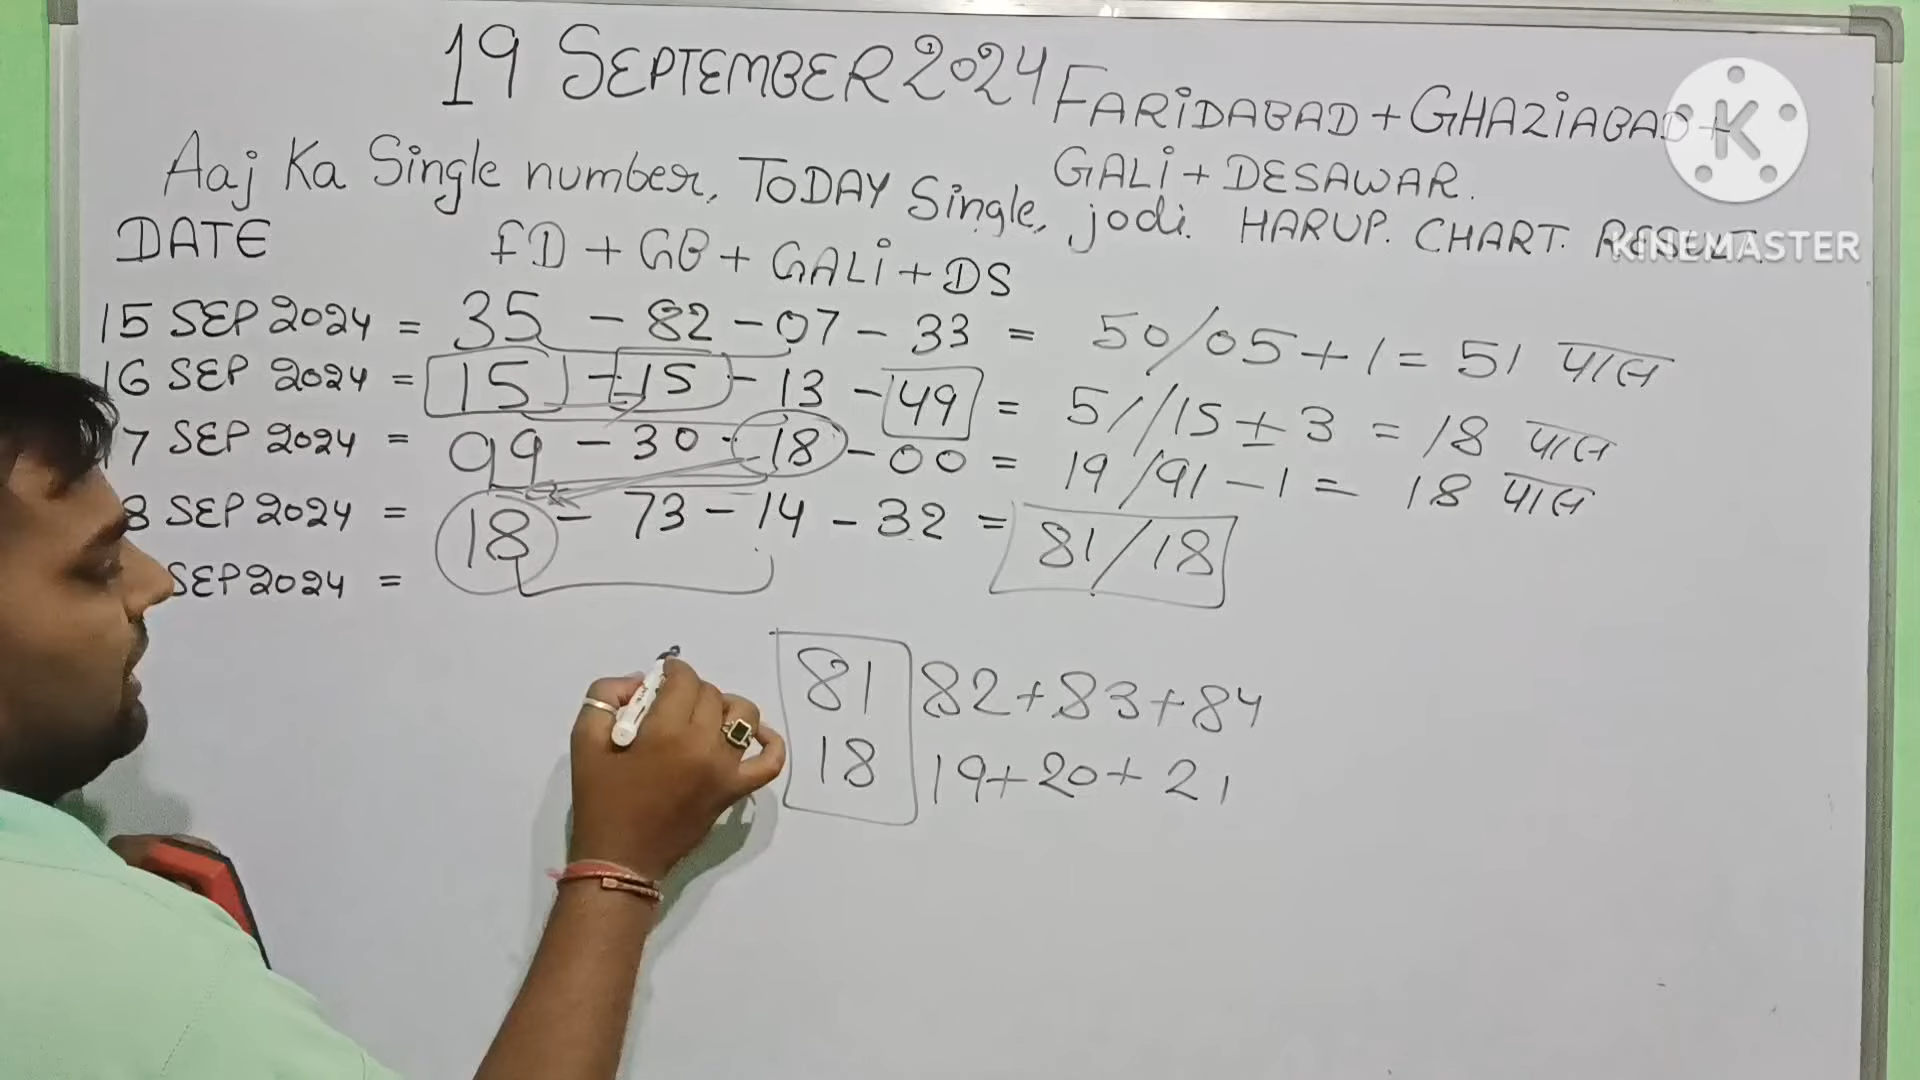 19 SEPTEMBER 2024 FARiDABAD + GHAZiABAD +
GALi + DESAWAR.
Aaj Ka Single number, TODAY Single, jodi. HARUP. CHART. RESULT.
KINEMASTER
DATE FD + GB + GALi + DS
15 SEP 2024 = 35 - 82 - 07 - 33 = 50/05 + 1 = 51 पास
16 SEP 2024 = 15 - 15 - 13 - 49 = 51//15 ± 3 = 18 पास
17 SEP 2024 = 99 - 30 - 18 - 00 = 19/91 - 1 = 18 पास
8 SEP 2024 = 18 - 73 - 14 - 32 = 81/18
SEP 2024 =
81 82 + 83 + 84
18 19 + 20 + 21